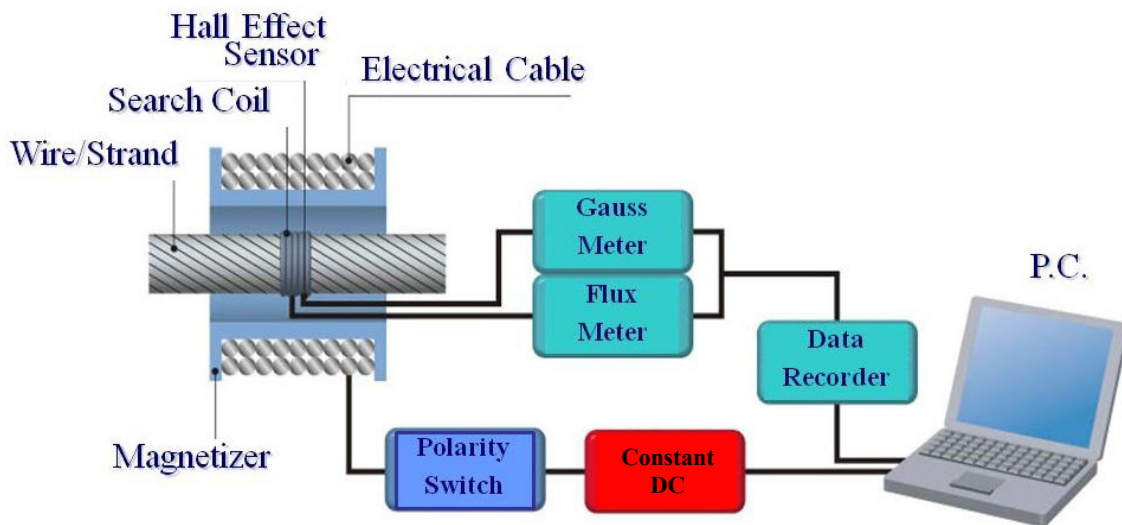 Hall Effect
Sensor
Electrical Cable
Search Coil
Wire/Strand
Gauss
Meter
P.C.
Flux
Meter
Data
Recorder
Magnetizer
Polarity
Switch
Constant
DC